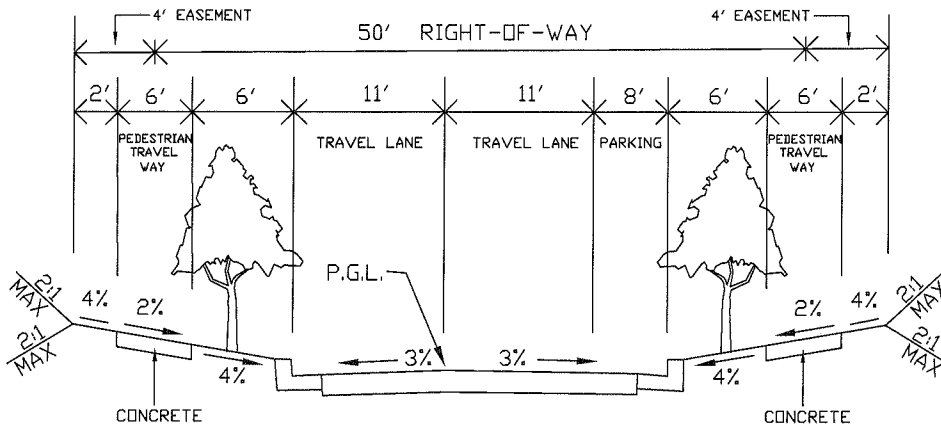 4' EASEMENT
4' EASEMENT
50' RIGHT-OF-WAY
2' 6' 6' 11' 11' 8' 6' 6' 2'
PEDESTRIAN
TRAVEL
WAY
TRAVEL LANE
TRAVEL LANE
PARKING
PEDESTRIAN
TRAVEL
WAY
P.G.L.
2:1
MAX
2:1
MAX
4%
2%
4%
3%
3%
4%
2%
4%
2:1
MAX
2:1
MAX
CONCRETE
CONCRETE